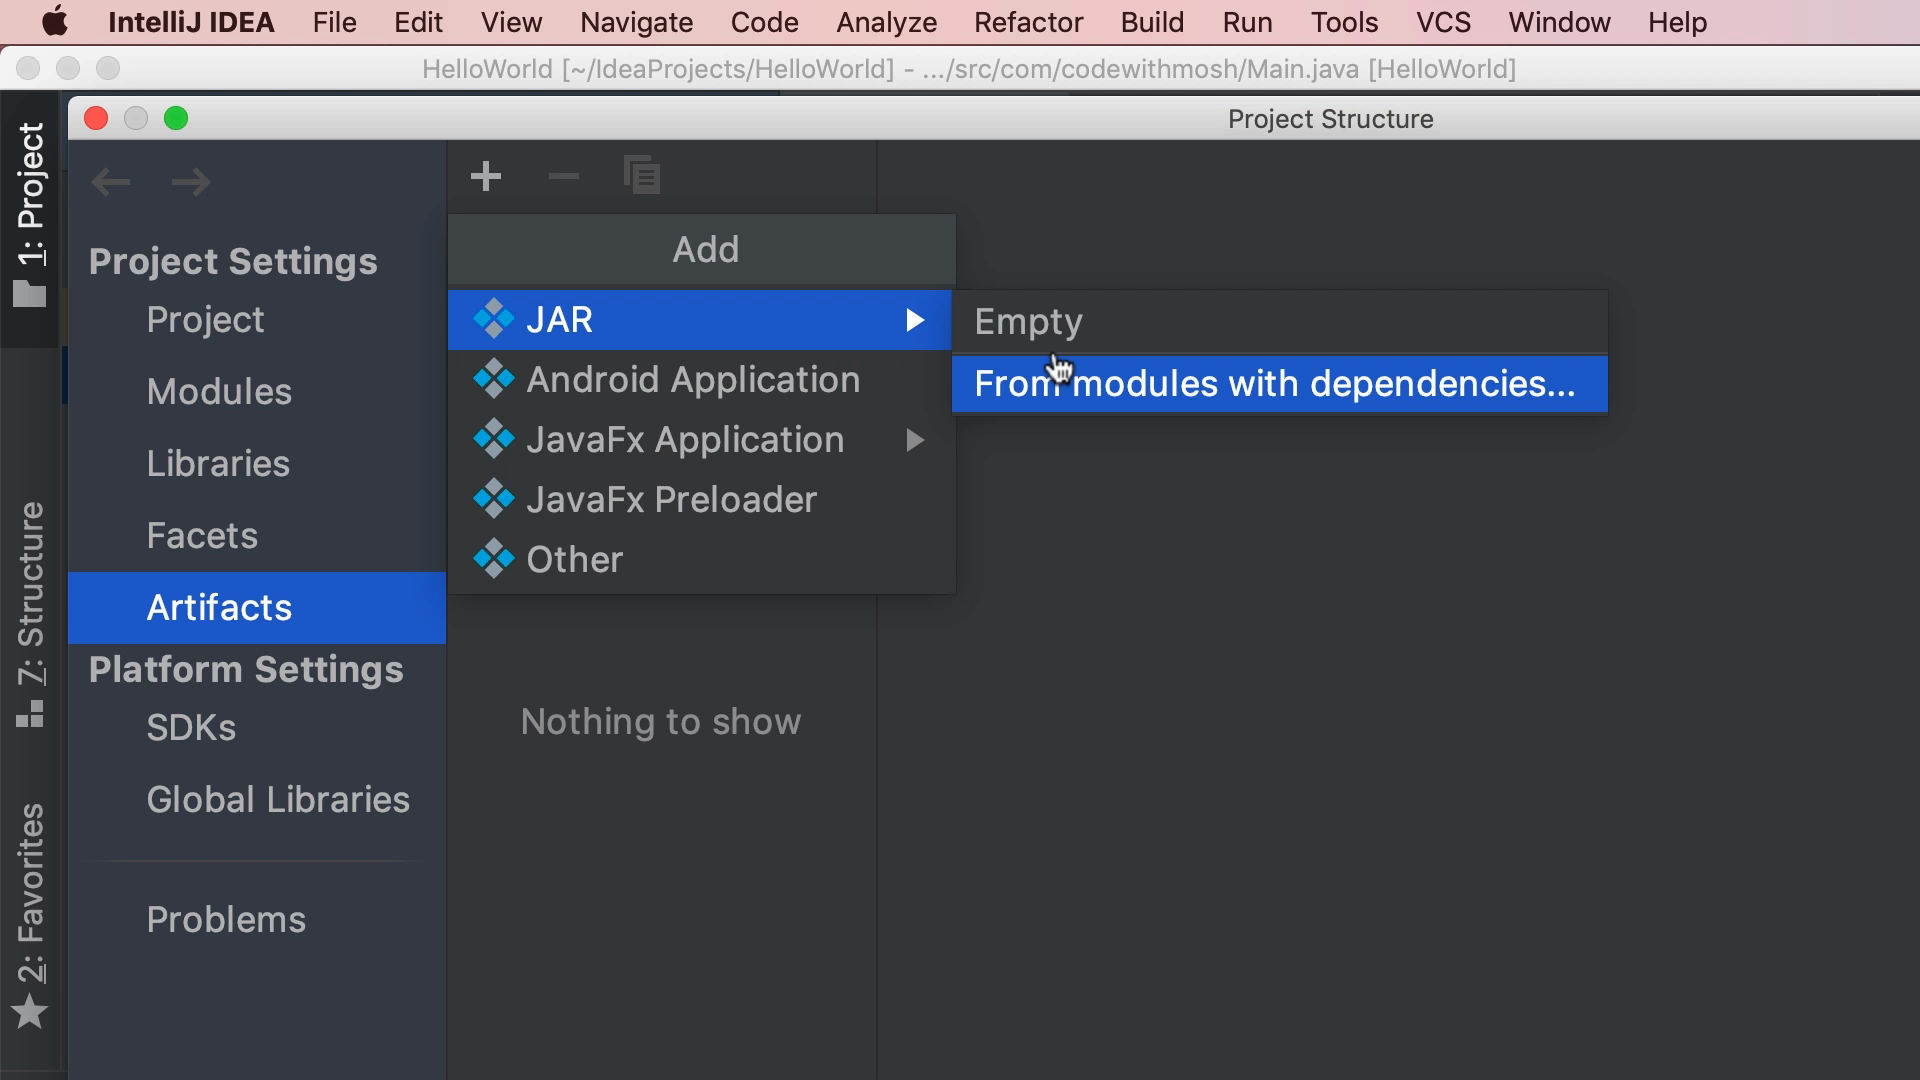 IntelliJ IDEA File Edit View Navigate Code Analyze Refactor Build Run Tools VCS Window Help
HelloWorld [~/IdeaProjects/HelloWorld] - .../src/com/codewithmosh/Main.java [HelloWorld]
Project Structure
1: Project
7: Structure
2: Favorites
Project Settings
Project
Modules
Libraries
Facets
Artifacts
Platform Settings
SDKs
Global Libraries
Problems
Add
JAR
Android Application
JavaFx Application
JavaFx Preloader
Other
Nothing to show
Empty
From modules with dependencies...